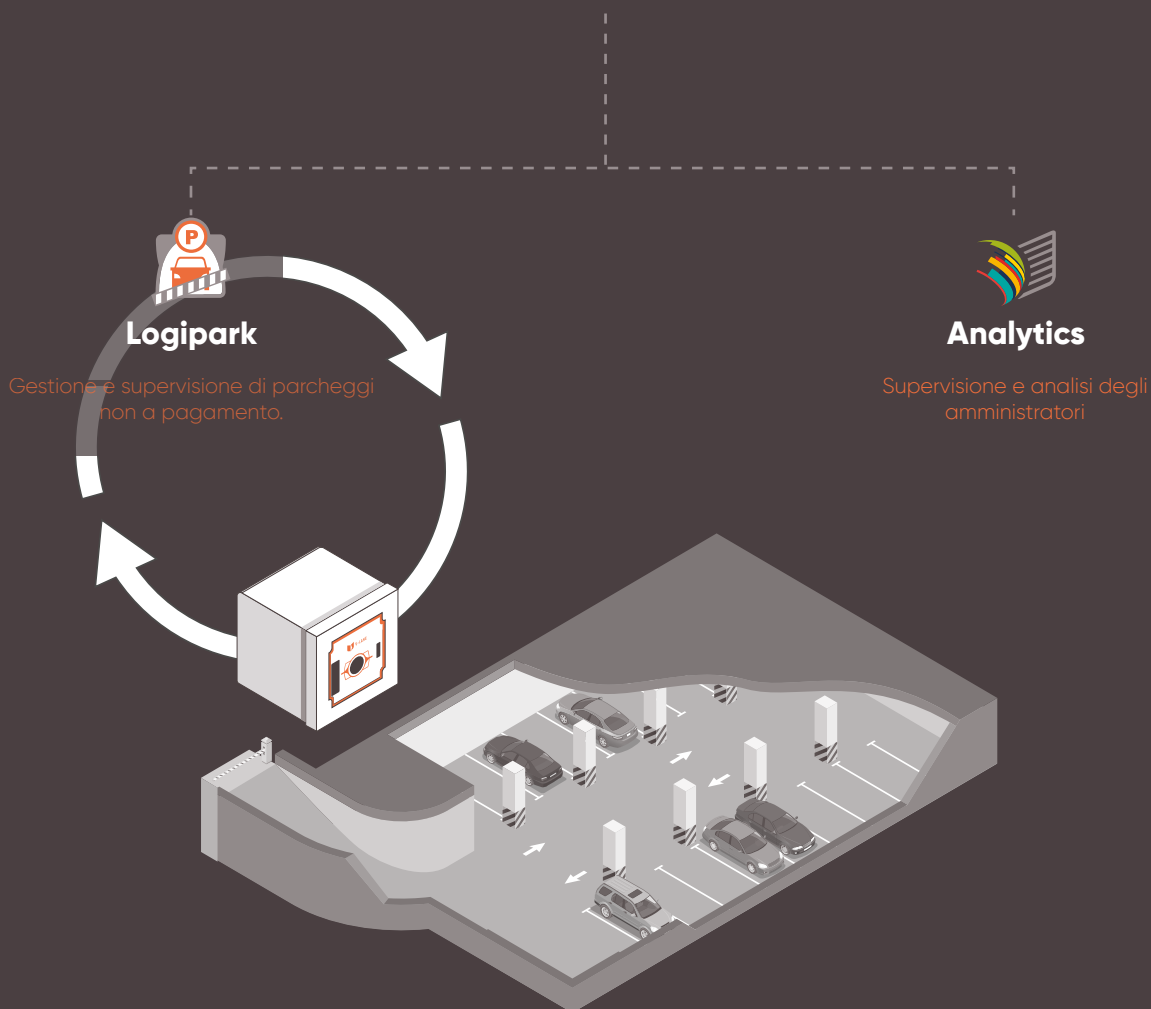 P
Logipark
Gestione e supervisione di parcheggi
non a pagamento.
Analytics
Supervisione e analisi degli
amministratori